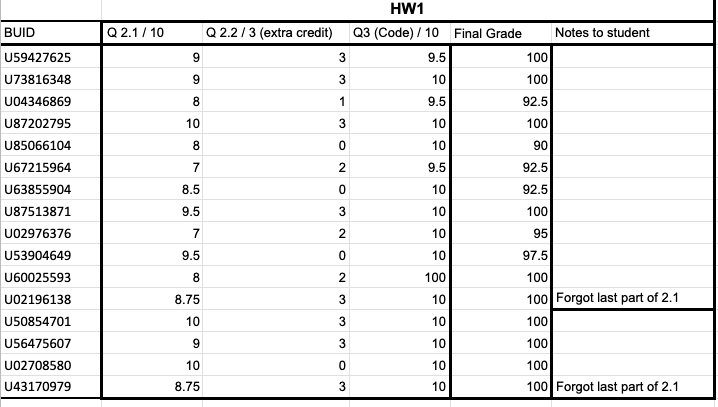 HW1
BUID Q 2.1 / 10 Q 2.2 / 3 (extra credit) Q3 (Code) / 10 Final Grade Notes to student
U59427625 9 3 9.5 100
U73816348 9 3 10 100
U04346869 8 1 9.5 92.5
U87202795 10 3 10 100
U85066104 8 0 10 90
U67215964 7 2 9.5 92.5
U63855904 8.5 0 10 92.5
U87513871 9.5 3 10 100
U02976376 7 2 10 95
U53904649 9.5 0 10 97.5
U60025593 8 2 100 100
U02196138 8.75 3 10 100 Forgot last part of 2.1
U50854701 10 3 10 100
U56475607 9 3 10 100
U02708580 10 0 10 100
U43170979 8.75 3 10 100 Forgot last part of 2.1